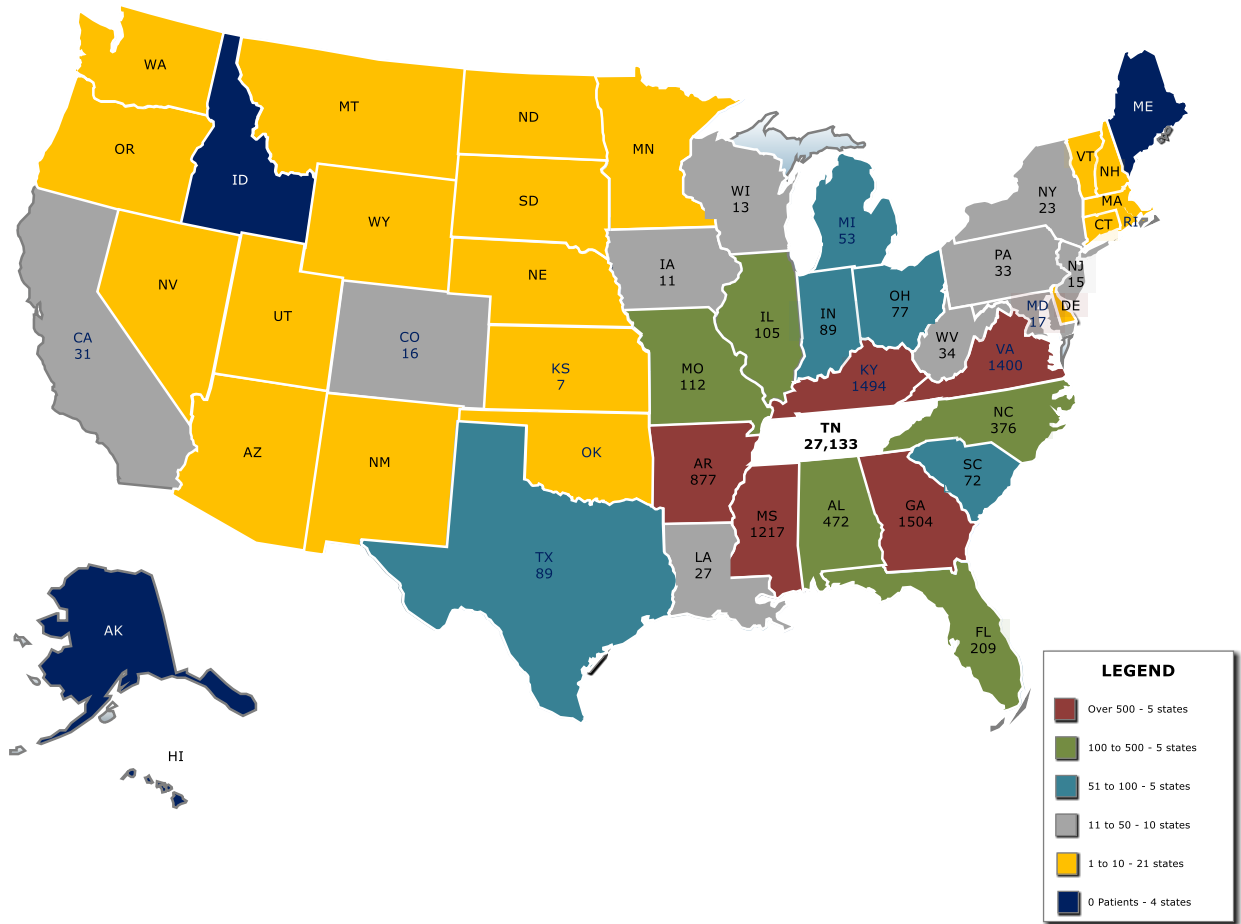 WA
MT
ND
MN
OR
ID
SD
WY
WI
13
MI
53
NY
23
VT
NH
ME
MA
CT
RI
IA
11
NE
PA
33
NJ
15
NV
UT
CA
31
CO
16
IL
105
IN
89
OH
77
MD
17
DE
WV
34
VA
1400
KS
7
MO
112
KY
1494
TN
27,133
NC
376
AZ
NM
OK
AR
877
SC
72
MS
1217
AL
472
GA
1504
TX
89
LA
27
FL
209
AK
HI
LEGEND
Over 500 - 5 states
100 to 500 - 5 states
51 to 100 - 5 states
11 to 50 - 10 states
1 to 10 - 21 states
0 Patients - 4 states